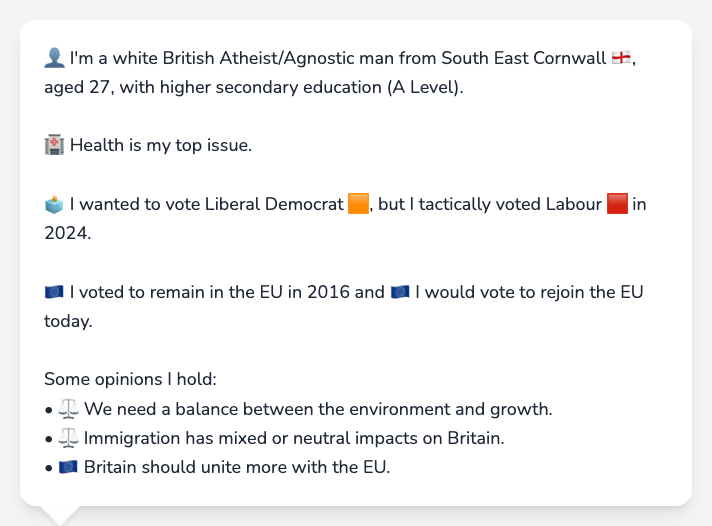 👤 I'm a white British Atheist/Agnostic man from South East Cornwall 🏴󠁧󠁢󠁥󠁮󠁧󠁿,
aged 27, with higher secondary education (A Level).
🏥 Health is my top issue.
🗳️ I wanted to vote Liberal Democrat 🟧, but I tactically voted Labour 🟥 in
2024.
🇪🇺 I voted to remain in the EU in 2016 and 🇪🇺 I would vote to rejoin the EU
today.
Some opinions I hold:
• ⚖️ We need a balance between the environment and growth.
• ⚖️ Immigration has mixed or neutral impacts on Britain.
• 🇪🇺 Britain should unite more with the EU.